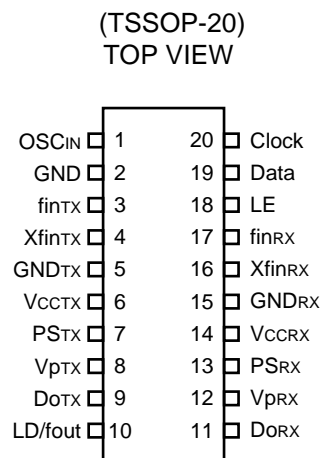 (TSSOP-20)
TOP VIEW
OSCIN 1 20 Clock
GND 2 19 Data
finTX 3 18 LE
XfinTX 4 17 finRX
GNDTX 5 16 XfinRX
VCCTX 6 15 GNDRX
PSTX 7 14 VCCRX
VpTX 8 13 PSRX
DoTX 9 12 VpRX
LD/fout 10 11 DoRX